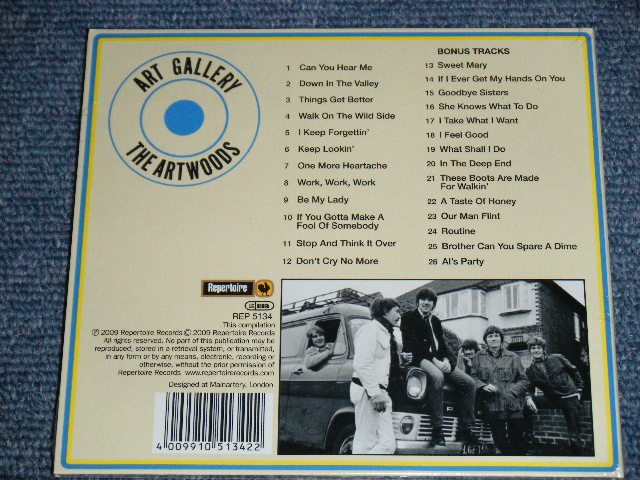 ART GALLERY
THE ARTWOODS
1 Can You Hear Me
2 Down In The Valley
3 Things Get Better
4 Walk On The Wild Side
5 I Keep Forgettin'
6 Keep Lookin'
7 One More Heartache
8 Work, Work, Work
9 Be My Lady
10 If You Gotta Make A
Fool Of Somebody
11 Stop And Think It Over
12 Don't Cry No More
BONUS TRACKS
13 Sweet Mary
14 If I Ever Get My Hands On You
15 Goodbye Sisters
16 She Knows What To Do
17 I Take What I Want
18 I Feel Good
19 What Shall I Do
20 In The Deep End
21 These Boots Are Made
For Walkin'
22 A Taste Of Honey
23 Our Man Flint
24 Routine
25 Brother Can You Spare A Dime
26 Al's Party
Repertoire
REP 5134
This compilation
℗ 2009 Repertoire Records © 2009 Repertoire Records
All rights reserved. No part of this publication may be
reproduced, stored in a retrieval system, or transmitted,
in any form or by any means, electronic, recording or
otherwise, without the prior permission of
Repertoire Records www.repertoirerecords.com
Designed at Mainartery, London
4 009910 513422